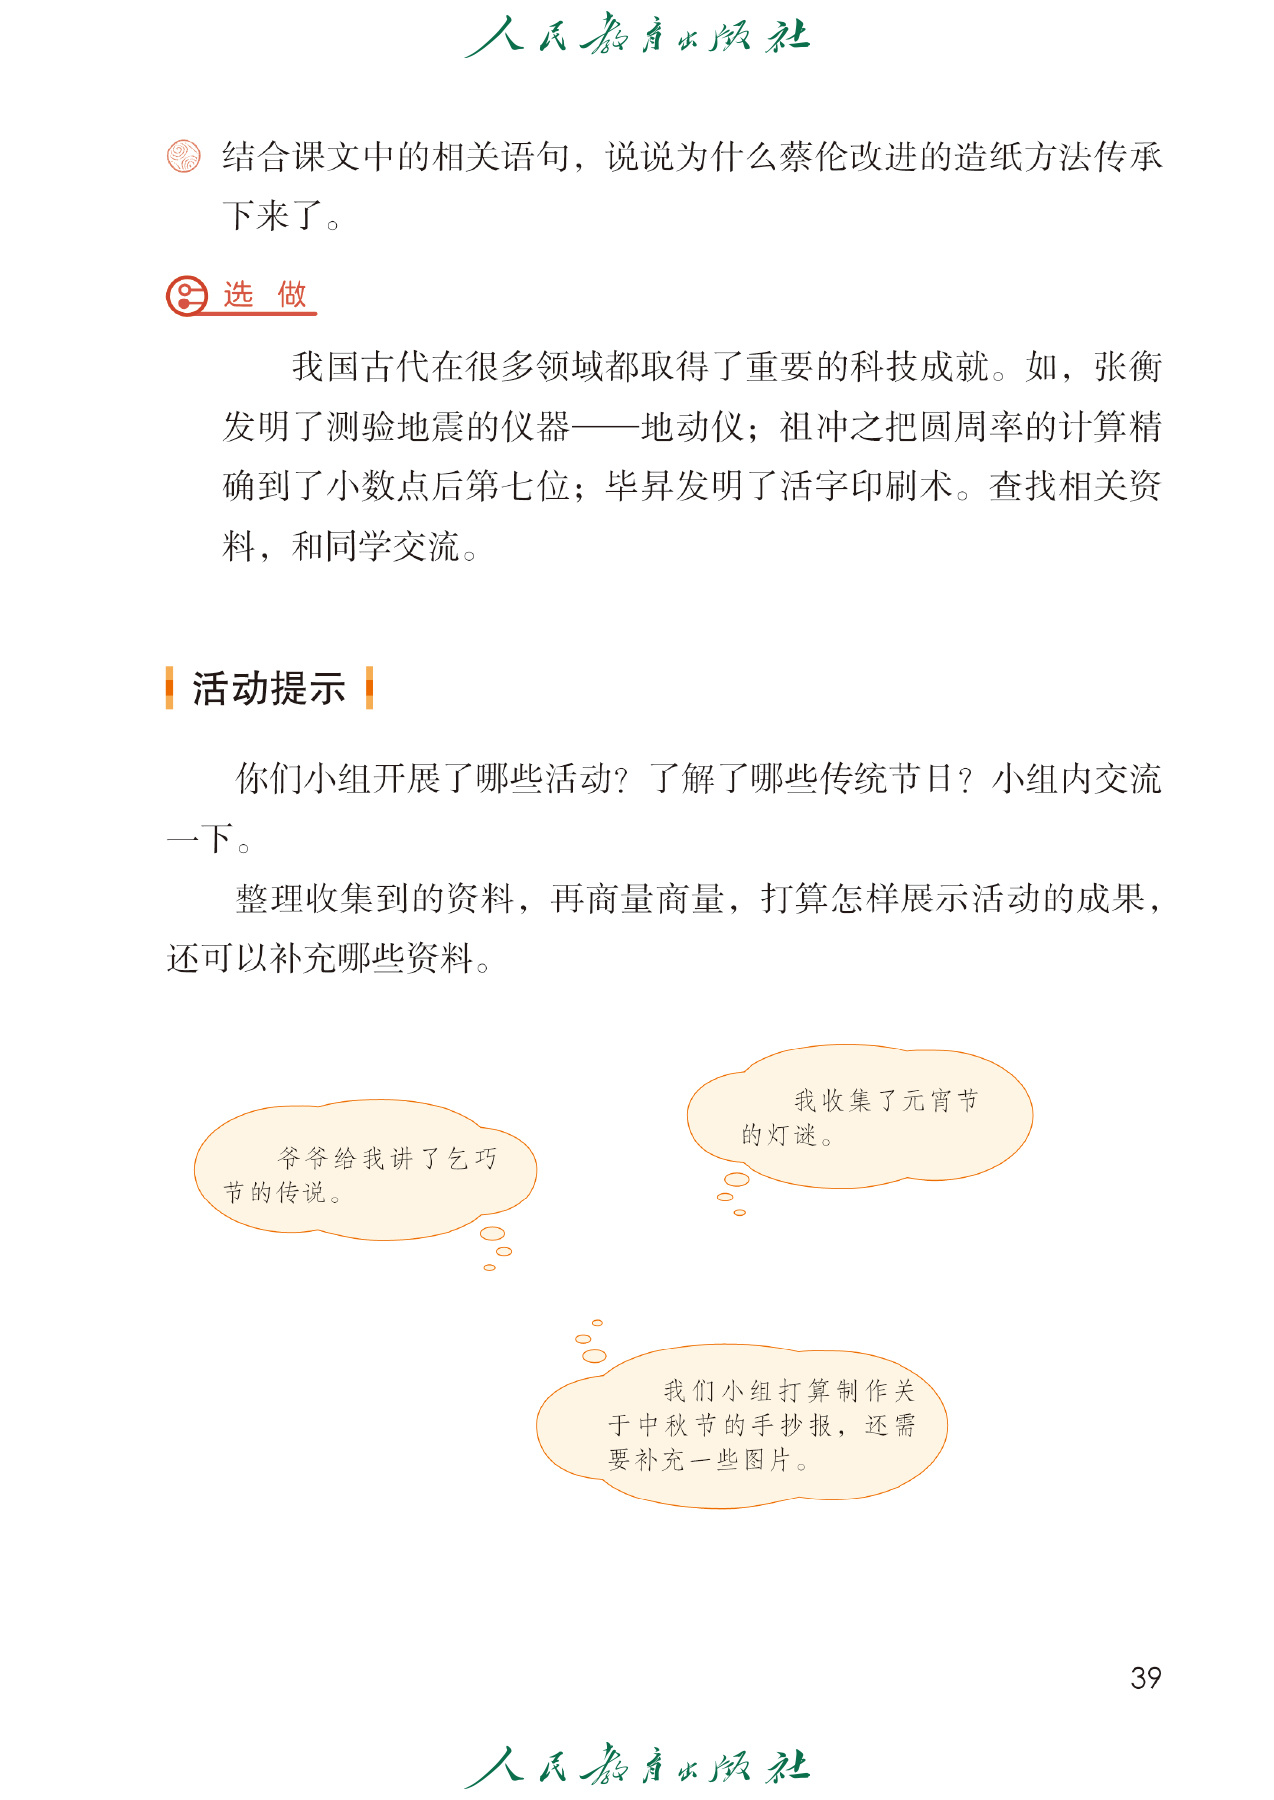 人民教育出版社
结合课文中的相关语句，说说为什么蔡伦改进的造纸方法传承
下来了。
选 做
我国古代在很多领域都取得了重要的科技成就。如，张衡
发明了测验地震的仪器——地动仪；祖冲之把圆周率的计算精
确到了小数点后第七位；毕昇发明了活字印刷术。查找相关资
料，和同学交流。
活动提示
你们小组开展了哪些活动？了解了哪些传统节日？小组内交流
一下。
整理收集到的资料，再商量商量，打算怎样展示活动的成果，
还可以补充哪些资料。
爷爷给我讲了乞巧
节的传说。
我收集了元宵节
的灯谜。
我们小组打算制作关
于中秋节的手抄报，还需
要补充一些图片。
39
人民教育出版社